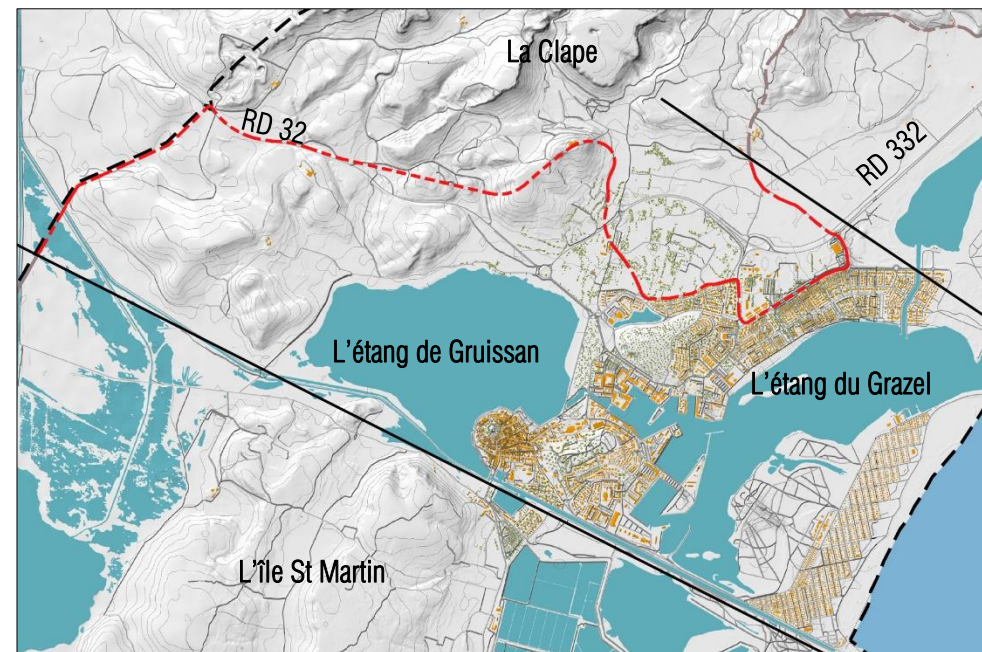 La Clape
RD 32
RD 332
L'étang de Gruissan
L'étang du Grazel
L'île St Martin